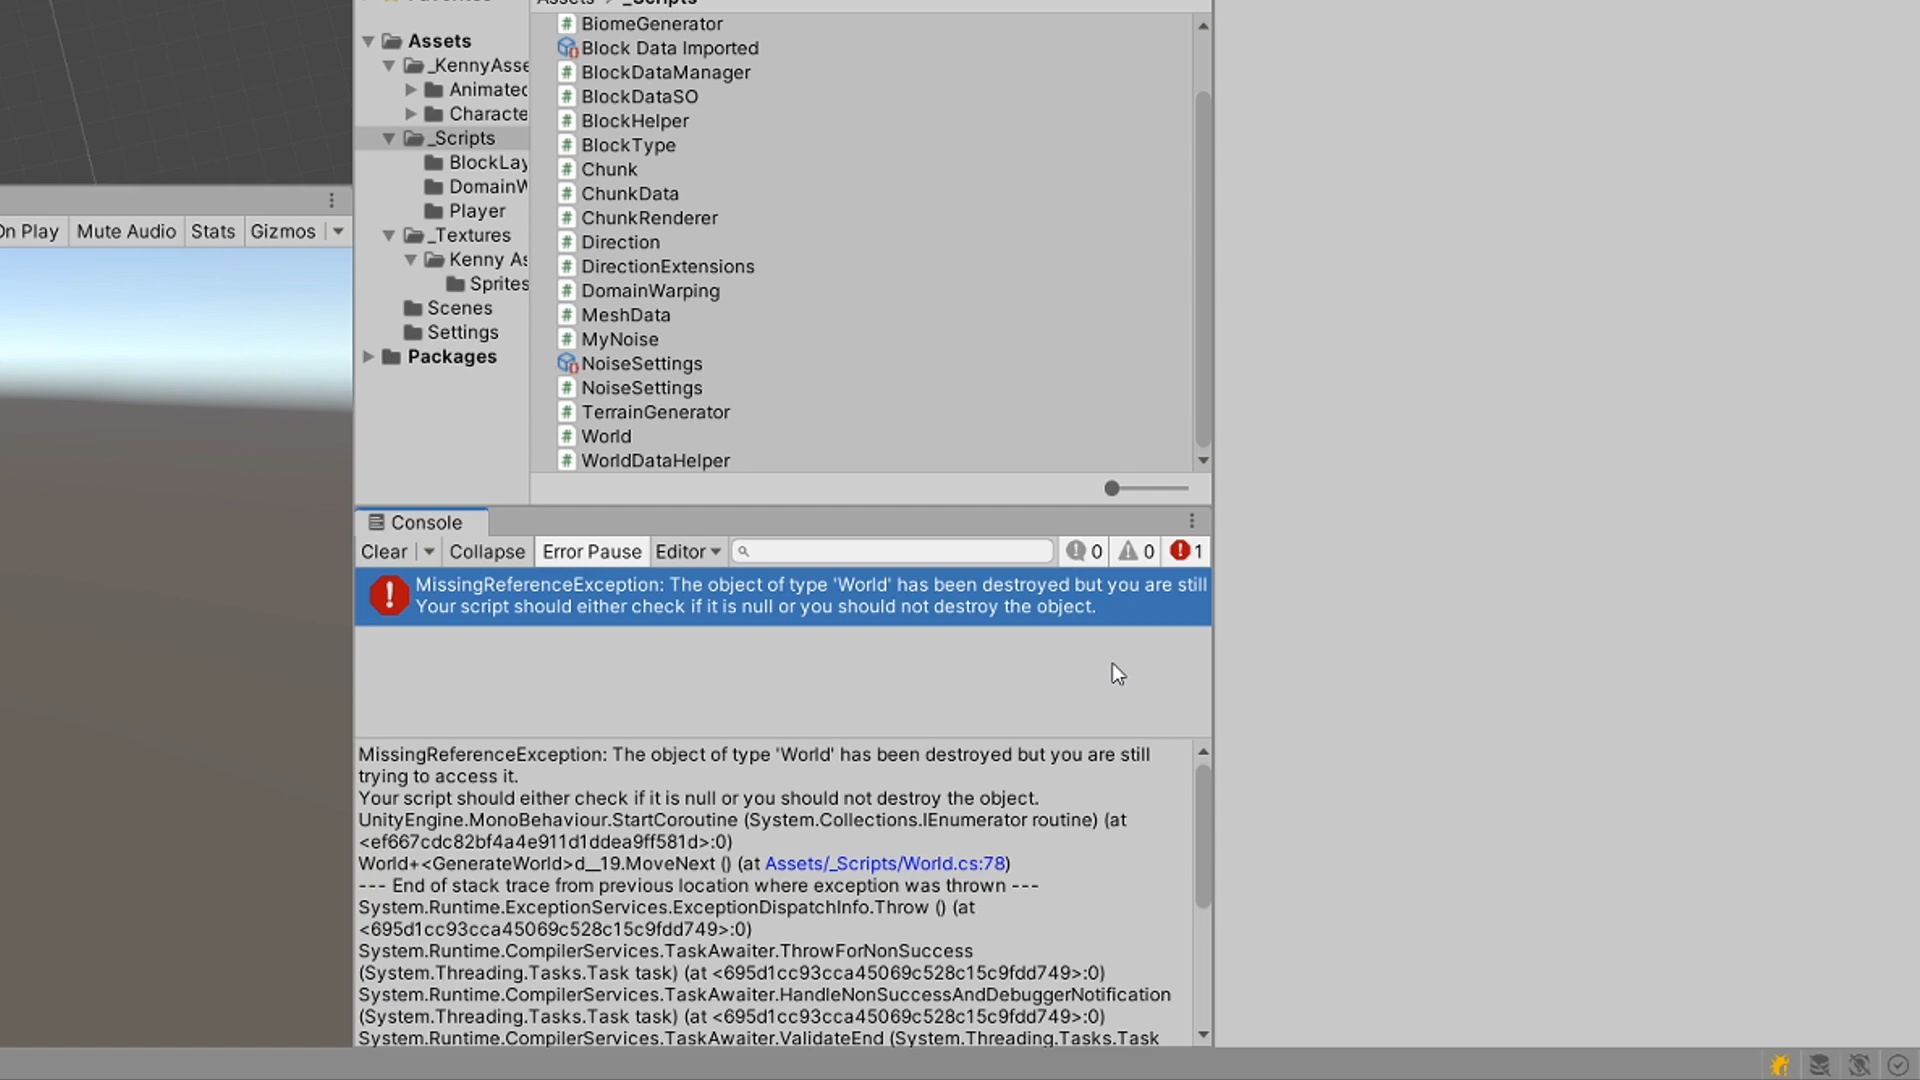 Assets
_KennyAsse
Animated
Characte
_Scripts
BlockLay
DomainW
Player
_Textures
Kenny As
Sprites
Scenes
Settings
Packages
BiomeGenerator
Block Data Imported
BlockDataManager
BlockDataSO
BlockHelper
BlockType
Chunk
ChunkData
ChunkRenderer
Direction
DirectionExtensions
DomainWarping
MeshData
MyNoise
NoiseSettings
NoiseSettings
TerrainGenerator
World
WorldDataHelper
On Play Mute Audio Stats Gizmos
Console
Clear Collapse Error Pause Editor 0 0 1
MissingReferenceException: The object of type 'World' has been destroyed but you are still
Your script should either check if it is null or you should not destroy the object.
MissingReferenceException: The object of type 'World' has been destroyed but you are still
trying to access it.
Your script should either check if it is null or you should not destroy the object.
UnityEngine.MonoBehaviour.StartCoroutine (System.Collections.IEnumerator routine) (at
<ef667cdc82bf4a4e911d1ddea9ff581d>:0)
World+<GenerateWorld>d__19.MoveNext () (at Assets/_Scripts/World.cs:78)
--- End of stack trace from previous location where exception was thrown ---
System.Runtime.ExceptionServices.ExceptionDispatchInfo.Throw () (at
<695d1cc93cca45069c528c15c9fdd749>:0)
System.Runtime.CompilerServices.TaskAwaiter.ThrowForNonSuccess
(System.Threading.Tasks.Task task) (at <695d1cc93cca45069c528c15c9fdd749>:0)
System.Runtime.CompilerServices.TaskAwaiter.HandleNonSuccessAndDebuggerNotification
(System.Threading.Tasks.Task task) (at <695d1cc93cca45069c528c15c9fdd749>:0)
System.Runtime.CompilerServices.TaskAwaiter.ValidateEnd (System.Threading.Tasks.Task